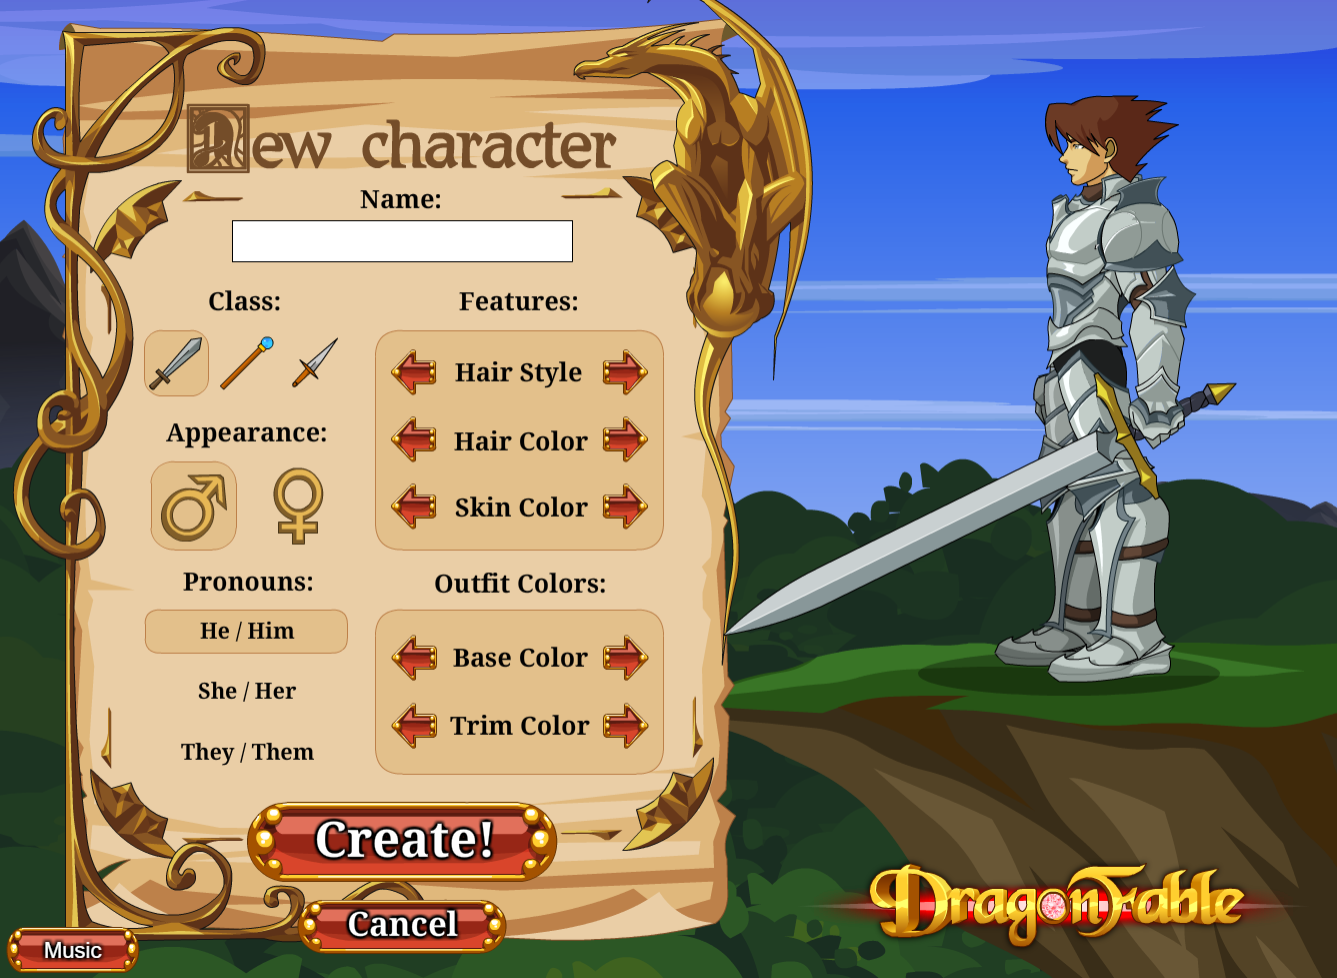 New character
Name:
Class:
Features:
Hair Style
Appearance:
Hair Color
Skin Color
Pronouns:
Outfit Colors:
He / Him
Base Color
She / Her
Trim Color
They / Them
Create!
Cancel
Music
DragonFable